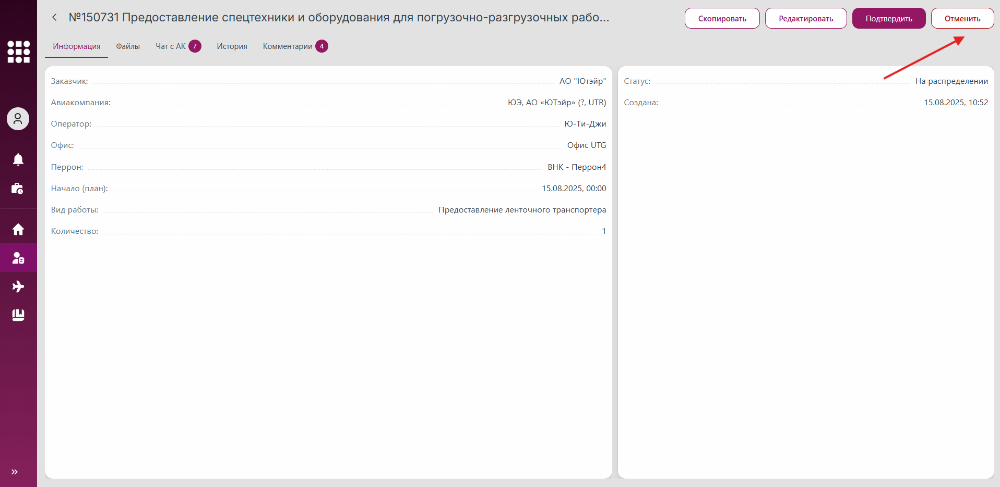 №150731 Предоставление спецтехники и оборудования для погрузочно-разгрузочных рабо...
Скопировать
Редактировать
Подтвердить
Отменить
Информация
Файлы
Чат с АК 7
История
Комментарии 4
Заказчик: АО "Ютэйр"
Авиакомпания: ЮЭ, АО «ЮТэйр» (?, UTR)
Оператор: Ю-Ти-Джи
Офис: Офис UTG
Перрон: ВНК - Перрон4
Начало (план): 15.08.2025, 00:00
Вид работы: Предоставление ленточного транспортера
Количество: 1
Статус: На распределении
Создана: 15.08.2025, 10:52